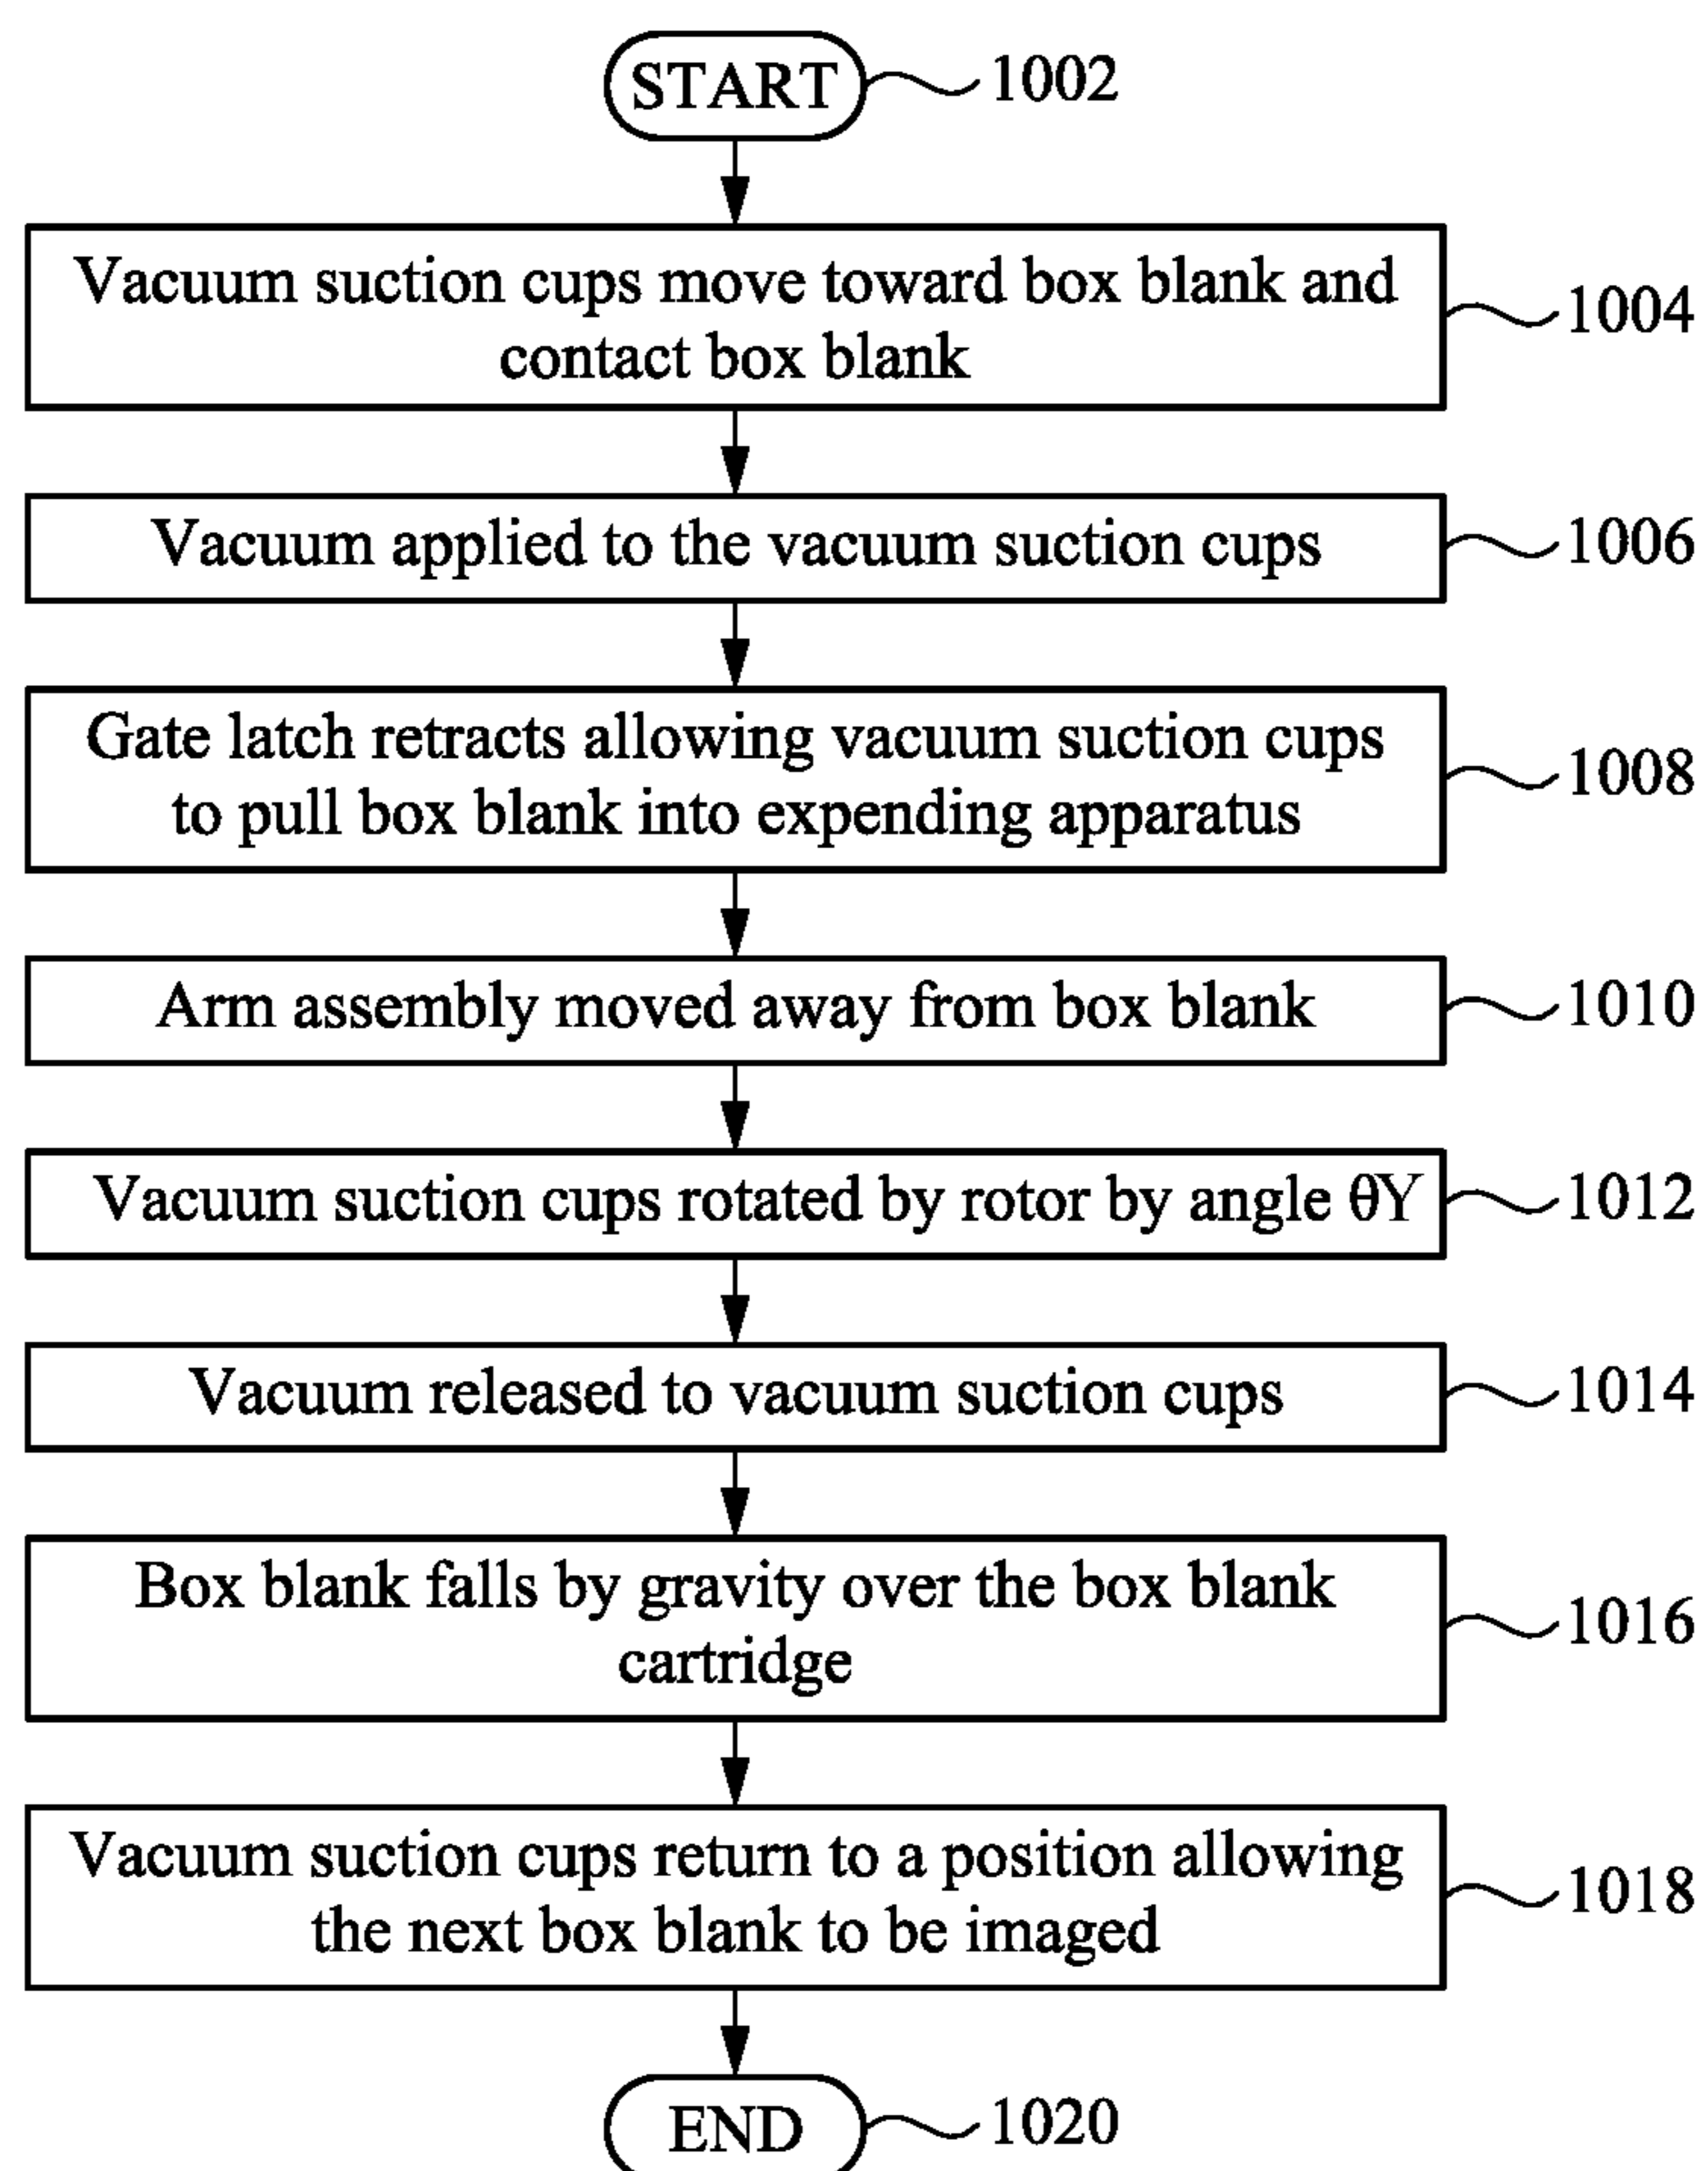 START
1002
Vacuum suction cups move toward box blank and
contact box blank
1004
Vacuum applied to the vacuum suction cups
1006
Gate latch retracts allowing vacuum suction cups
to pull box blank into expending apparatus
1008
Arm assembly moved away from box blank
1010
Vacuum suction cups rotated by rotor by angle θY
1012
Vacuum released to vacuum suction cups
1014
Box blank falls by gravity over the box blank
cartridge
1016
Vacuum suction cups return to a position allowing
the next box blank to be imaged
1018
END
1020